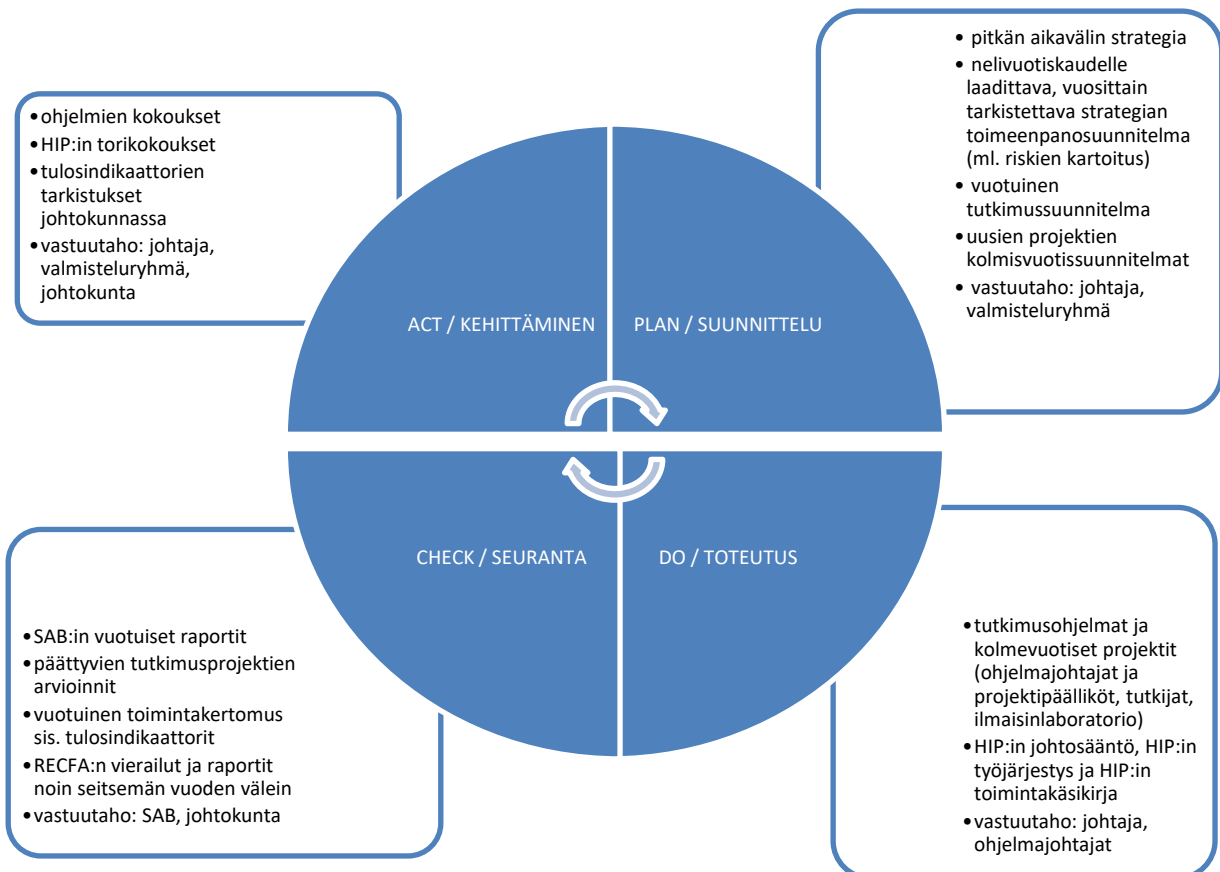 •ohjelmien kokoukset
•HIP:in torikokoukset
•tulosindikaattorien
tarkistukset
johtokunnassa
•vastuutaho: johtaja,
valmisteluryhmä,
johtokunta
• pitkän aikavälin strategia
• nelivuotiskaudelle
laadittava, vuosittain
tarkistettava strategian
toimeenpanosuunnitelma
(ml. riskien kartoitus)
• vuotuinen
tutkimussuunnitelma
•uusien projektien
kolmisvuotissuunnitelmat
• vastuutaho: johtaja,
valmisteluryhmä
ACT / KEHITTÄMINEN
PLAN / SUUNNITTELU
CHECK / SEURANTA
DO / TOTEUTUS
•SAB:in vuotuiset raportit
•päättyvien tutkimusprojektien
arvioinnit
•vuotuinen toimintakertomus
sis. tulosindikaattorit
•RECFA:n vierailut ja raportit
noin seitsemän vuoden välein
•vastuutaho: SAB, johtokunta
•tutkimusohjelmat ja
kolmevuotiset projektit
(ohjelmajohtajat ja
projektipäälliköt, tutkijat,
ilmaisinlaboratorio)
•HIP:in johtosääntö, HIP:in
työjärjestys ja HIP:in
toimintakäsikirja
•vastuutaho: johtaja,
ohjelmajohtajat